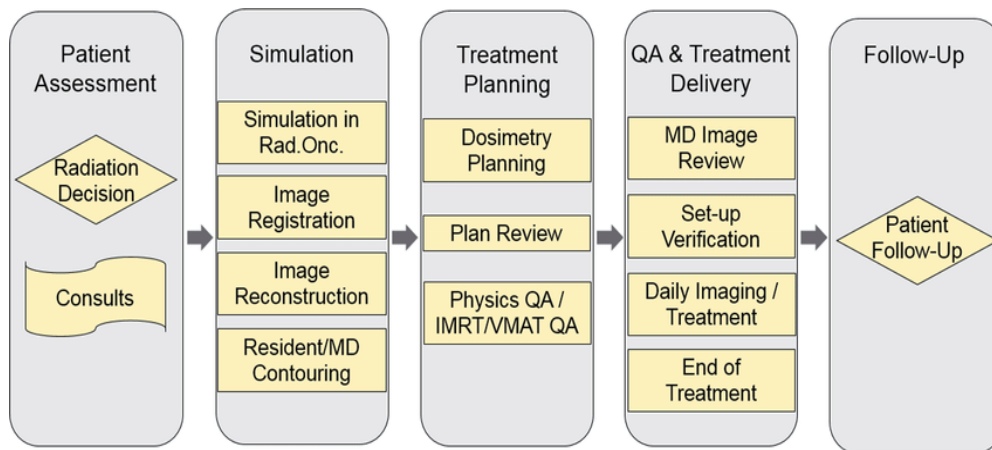 Patient
Assessment
Radiation
Decision
Consults
Simulation
Simulation in
Rad.Onc.
Image
Registration
Image
Reconstruction
Resident/MD
Contouring
Treatment
Planning
Dosimetry
Planning
Plan Review
Physics QA /
IMRT/VMAT QA
QA & Treatment
Delivery
MD Image
Review
Set-up
Verification
Daily Imaging /
Treatment
End of
Treatment
Follow-Up
Patient
Follow-Up